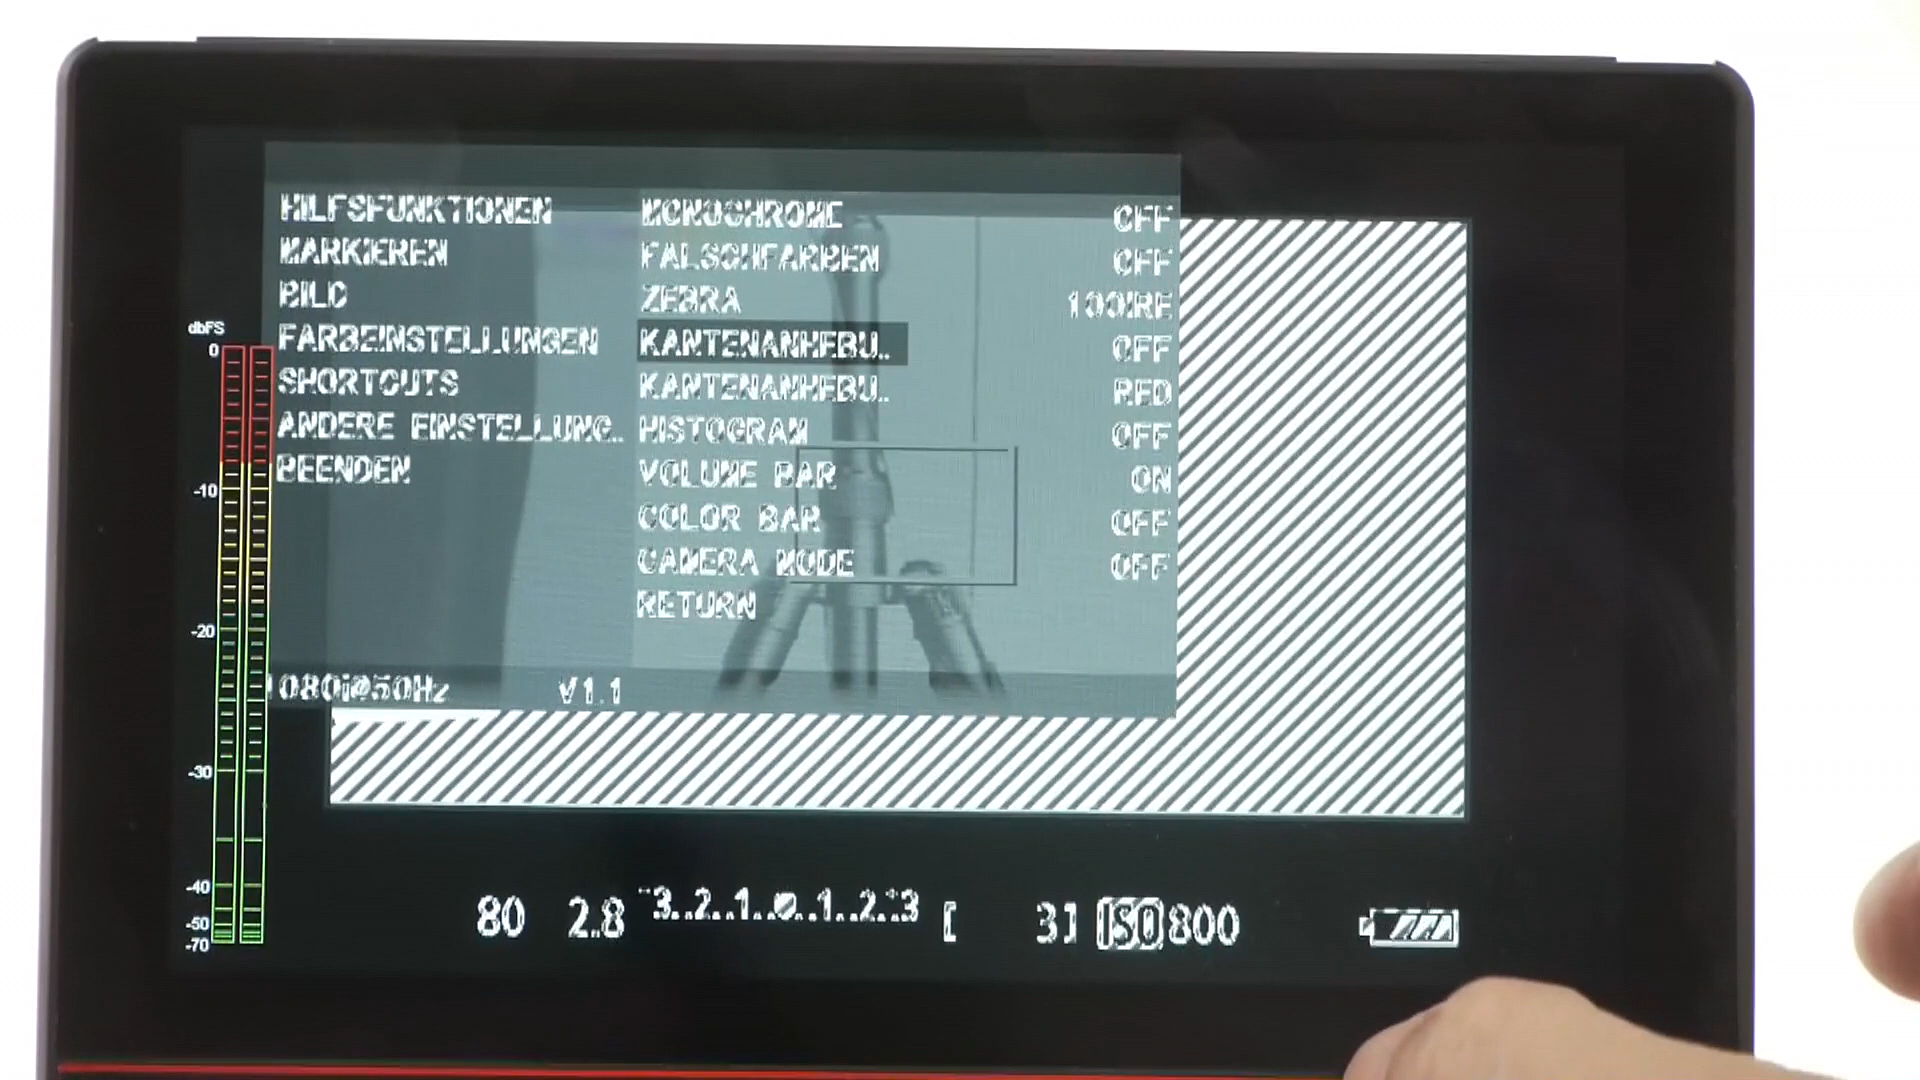 HILFSFUNKTIONEN MONOCHROME OFF
MARKIEREN FALSCHFARBEN OFF
BILD ZEBRA 100IRE
FARBEINSTELLUNGEN KANTENANHEBU.. OFF
SHORTCUTS KANTENANHEBU.. RED
ANDERE EINSTELLUNG.. HISTOGRAM OFF
BEENDEN VOLUME BAR ON
COLOR BAR OFF
CAMERA MODE OFF
RETURN
1080i@50Hz V1.1
dbFS
0
-10
-20
-30
-40
-50
-70
80 2.8 -3..2..1..0..1..2..+3 [ 31 ISO 800